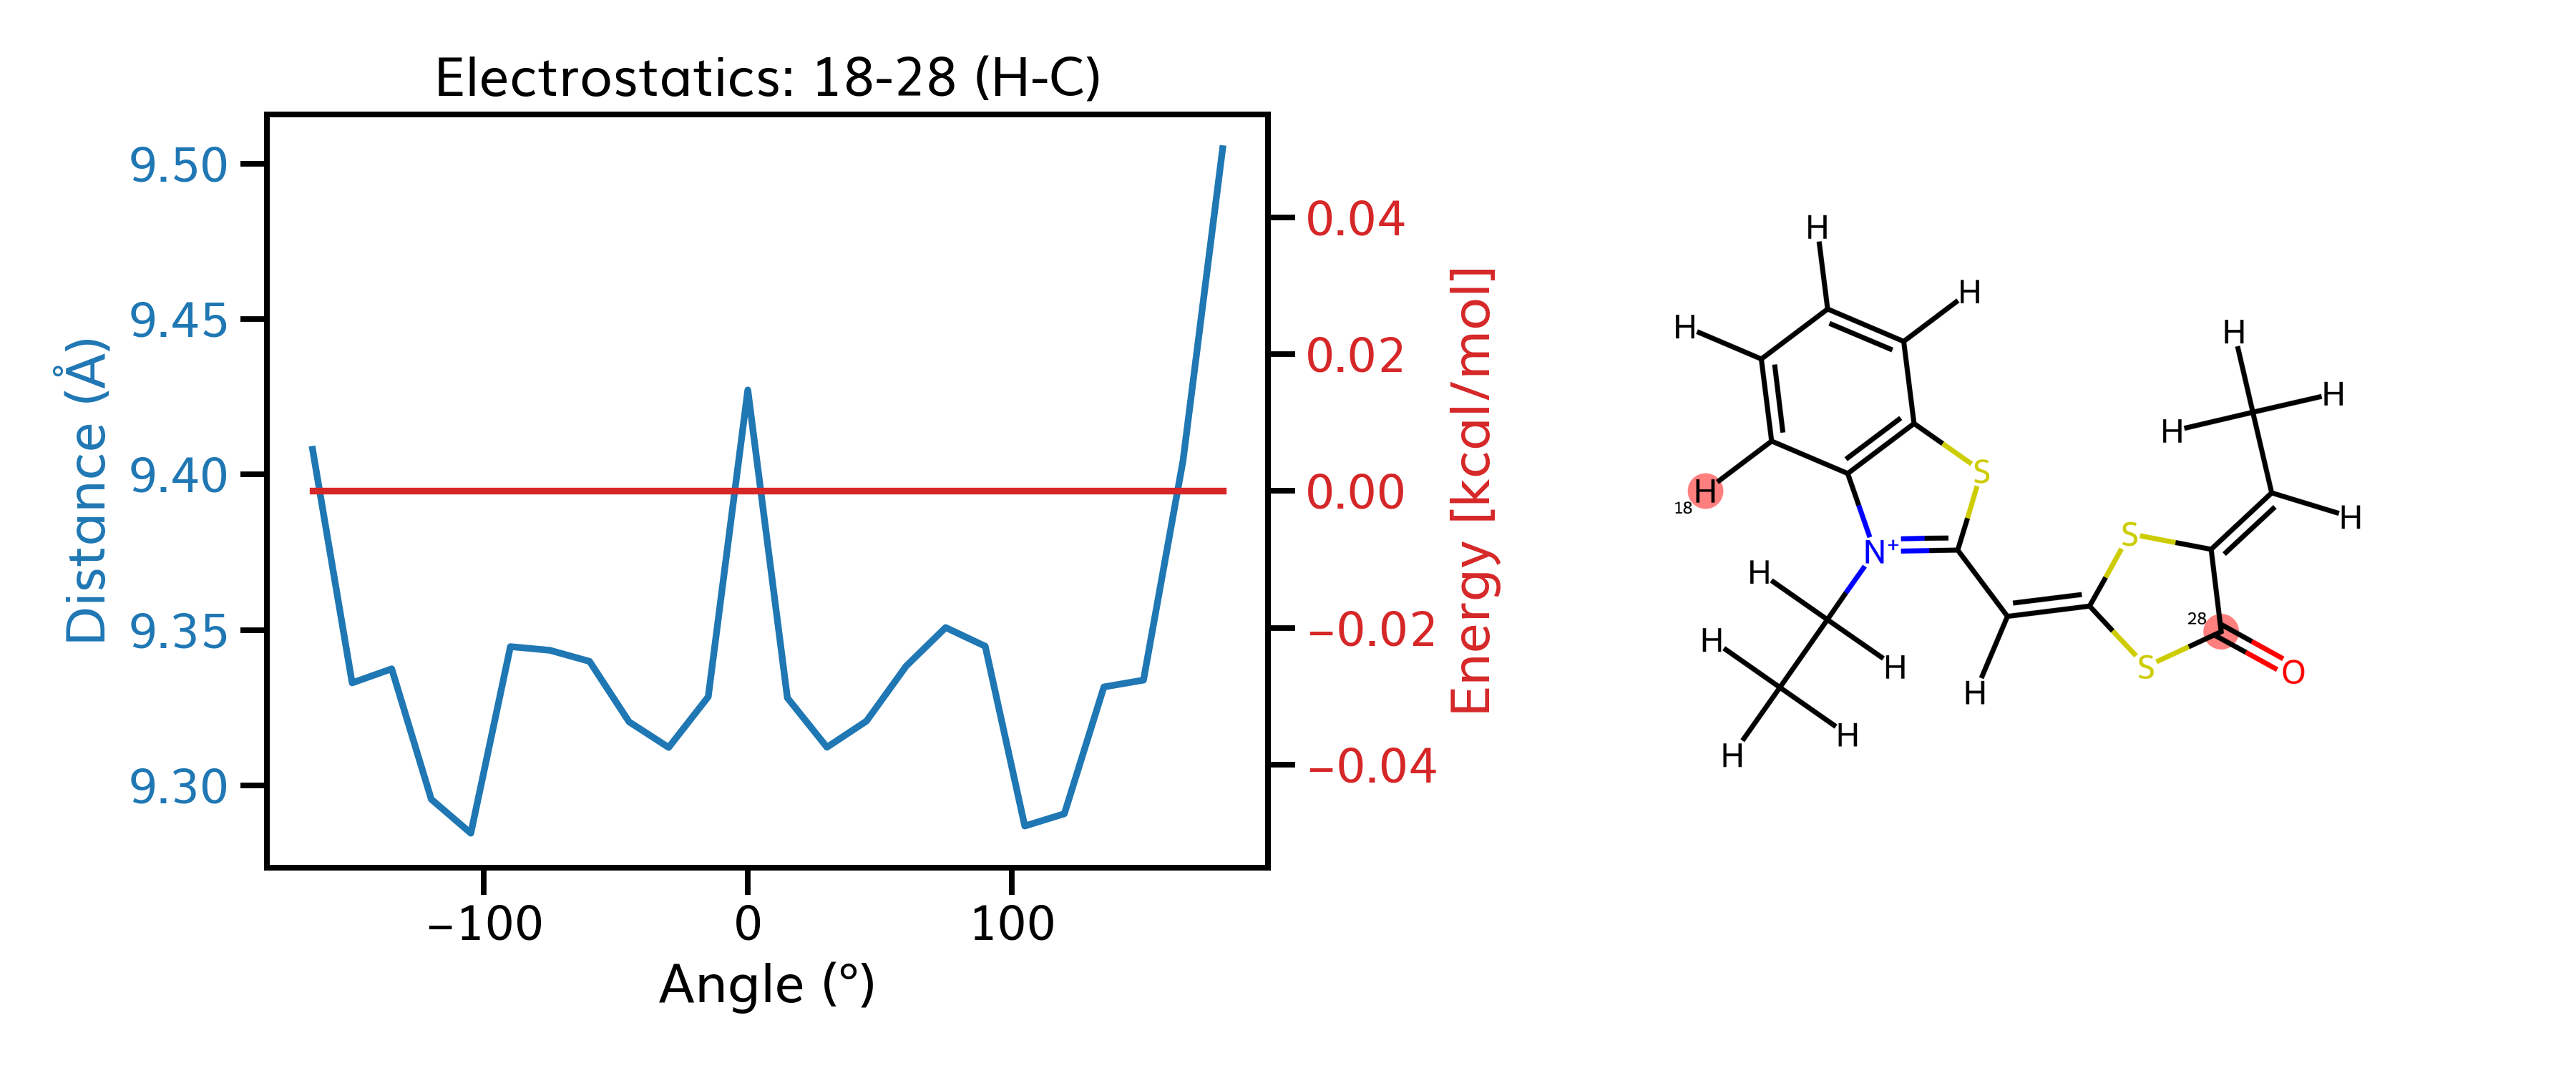 Electrostatics: 18-28 (H-C)
9.50
9.45
9.40
9.35
9.30
Distance (Å)
−100
0
100
Angle (°)
0.04
0.02
0.00
−0.02
−0.04
Energy [kcal/mol]
H
H
H
H
18
S
N+
H
H
H
H
H
H
H
S
S
28
O
H
H
H
H